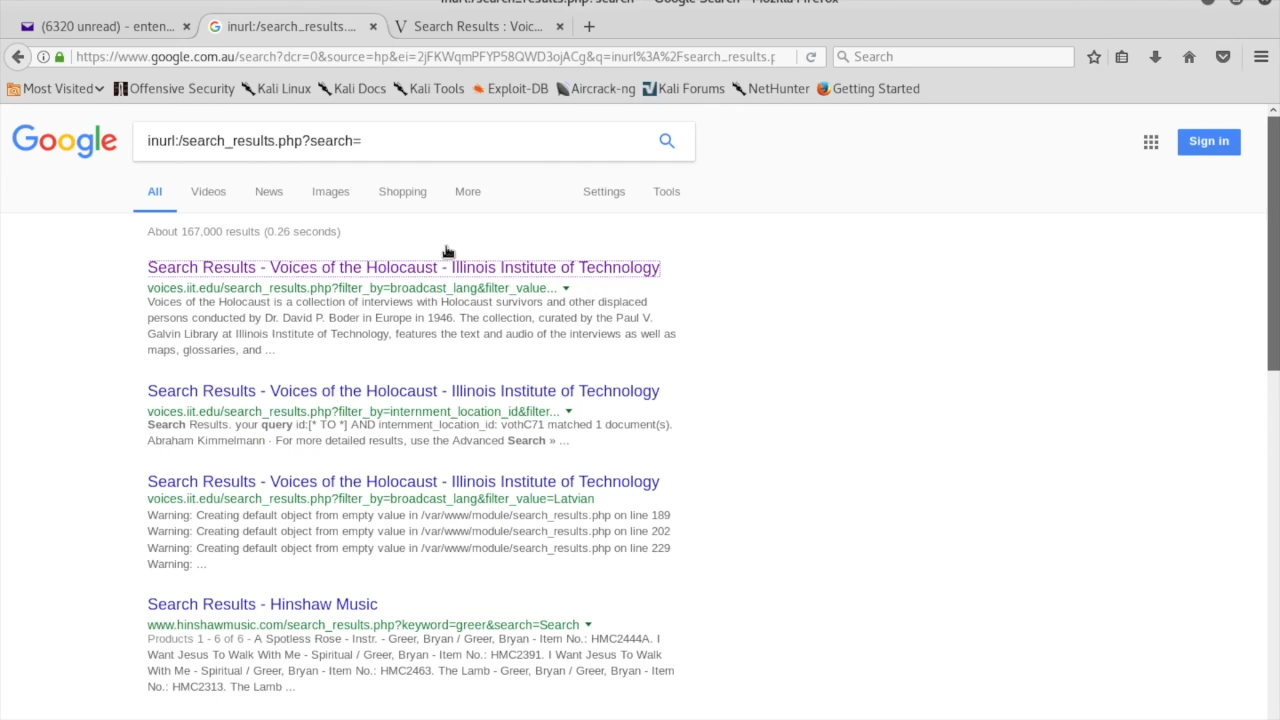 inurl:/search_results.php?search= - Google Search - Mozilla Firefox
(6320 unread) - enten...
inurl:/search_results....
Search Results : Voic...
https://www.google.com.au/search?dcr=0&source=hp&ei=2jFKWqmPFYP58QWD3ojACg&q=inurl%3A%2Fsearch_results.p
Search
Most Visited
Offensive Security
Kali Linux
Kali Docs
Kali Tools
Exploit-DB
Aircrack-ng
Kali Forums
NetHunter
Getting Started
Google
inurl:/search_results.php?search=
Sign in
All Videos News Images Shopping More Settings Tools
About 167,000 results (0.26 seconds)
Search Results - Voices of the Holocaust - Illinois Institute of Technology
voices.iit.edu/search_results.php?filter_by=broadcast_lang&filter_value...
Voices of the Holocaust is a collection of interviews with Holocaust survivors and other displaced
persons conducted by Dr. David P. Boder in Europe in 1946. The collection, curated by the Paul V.
Galvin Library at Illinois Institute of Technology, features the text and audio of the interviews as well as
maps, glossaries, and ...
Search Results - Voices of the Holocaust - Illinois Institute of Technology
voices.iit.edu/search_results.php?filter_by=internment_location_id&filter...
Search Results. your query id:[* TO *] AND internment_location_id: vothC71 matched 1 document(s).
Abraham Kimmelmann · For more detailed results, use the Advanced Search » ...
Search Results - Voices of the Holocaust - Illinois Institute of Technology
voices.iit.edu/search_results.php?filter_by=broadcast_lang&filter_value=Latvian
Warning: Creating default object from empty value in /var/www/module/search_results.php on line 189
Warning: Creating default object from empty value in /var/www/module/search_results.php on line 202
Warning: Creating default object from empty value in /var/www/module/search_results.php on line 229
Warning: ...
Search Results - Hinshaw Music
www.hinshawmusic.com/search_results.php?keyword=greer&search=Search
Products 1 - 6 of 6 - A Spotless Rose - Instr. - Greer, Bryan / Greer, Bryan - Item No.: HMC2444A. I
Want Jesus To Walk With Me - Spiritual / Greer, Bryan - Item No.: HMC2391. I Want Jesus To Walk
With Me - Spiritual / Greer, Bryan - Item No.: HMC2463. The Lamb - Greer, Bryan / Greer, Bryan - Item
No.: HMC2313. The Lamb ...